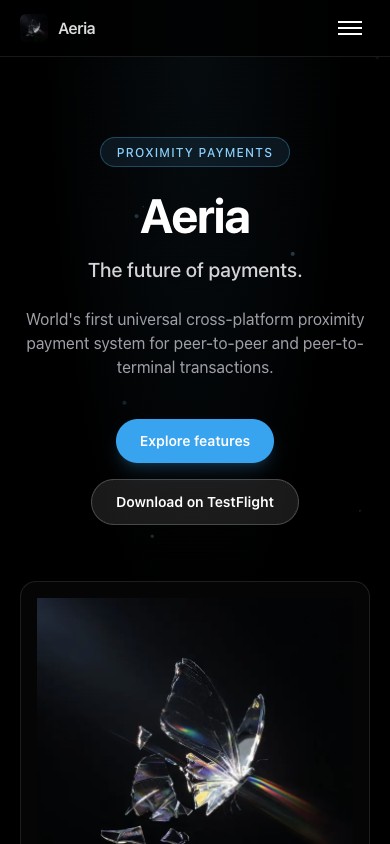 Aeria
PROXIMITY PAYMENTS
Aeria
The future of payments.
World's first universal cross-platform proximity
payment system for peer-to-peer and peer-to-
terminal transactions.
Explore features
Download on TestFlight